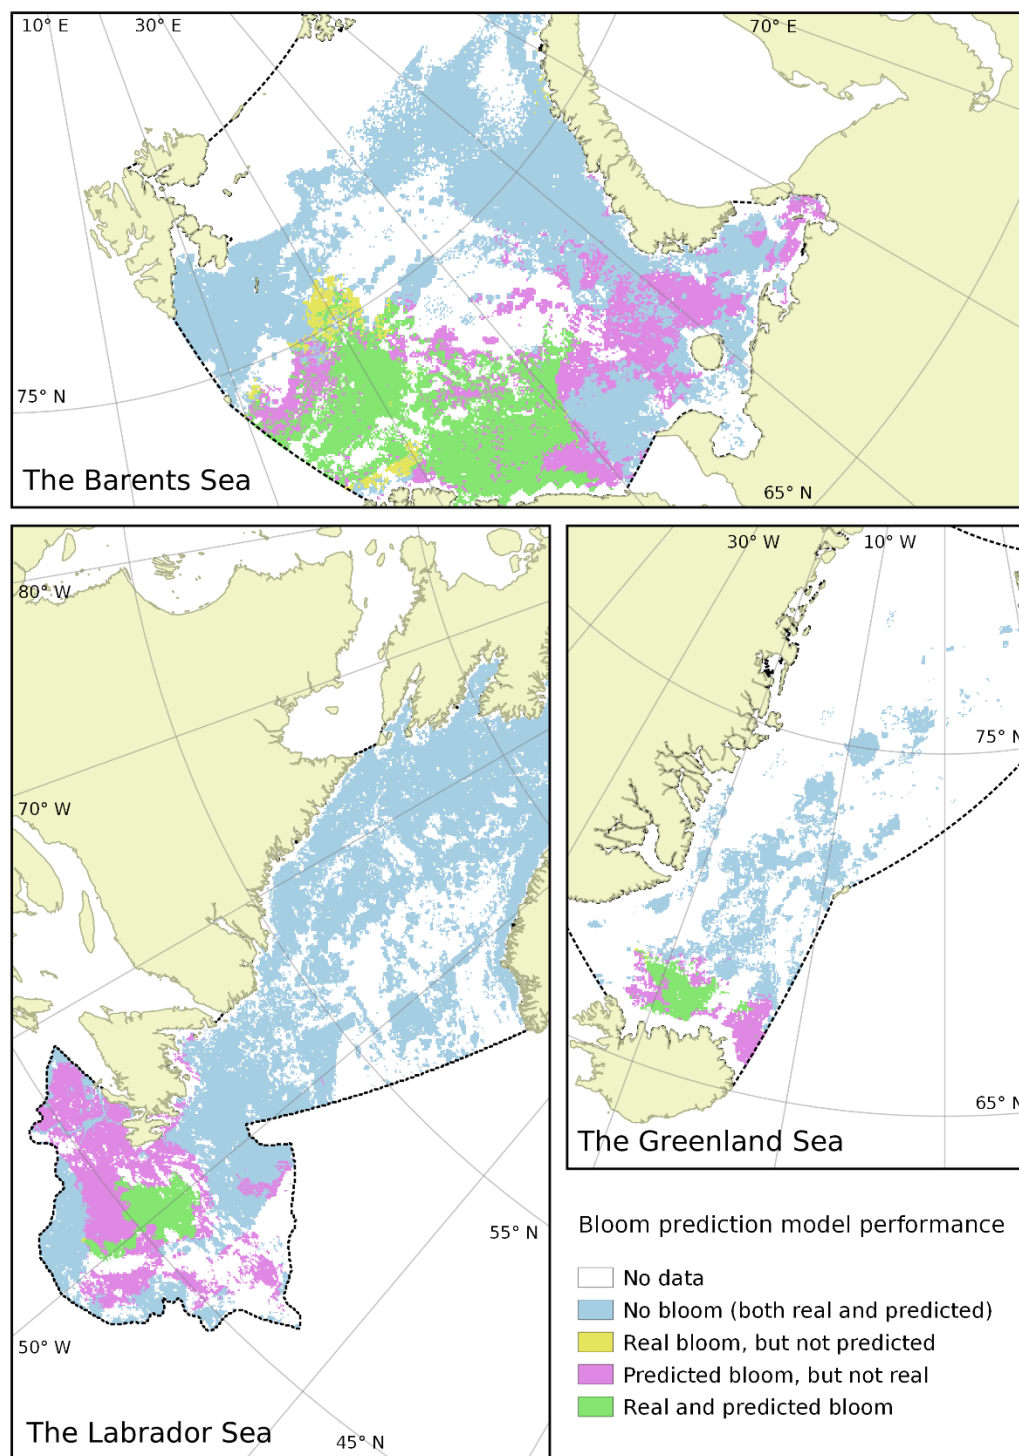 10° E
30° E
70° E
75° N
The Barents Sea
65° N
80° W
70° W
55° N
50° W
The Labrador Sea
45° N
30° W
10° W
75° N
65° N
The Greenland Sea
Bloom prediction model performance
No data
No bloom (both real and predicted)
Real bloom, but not predicted
Predicted bloom, but not real
Real and predicted bloom